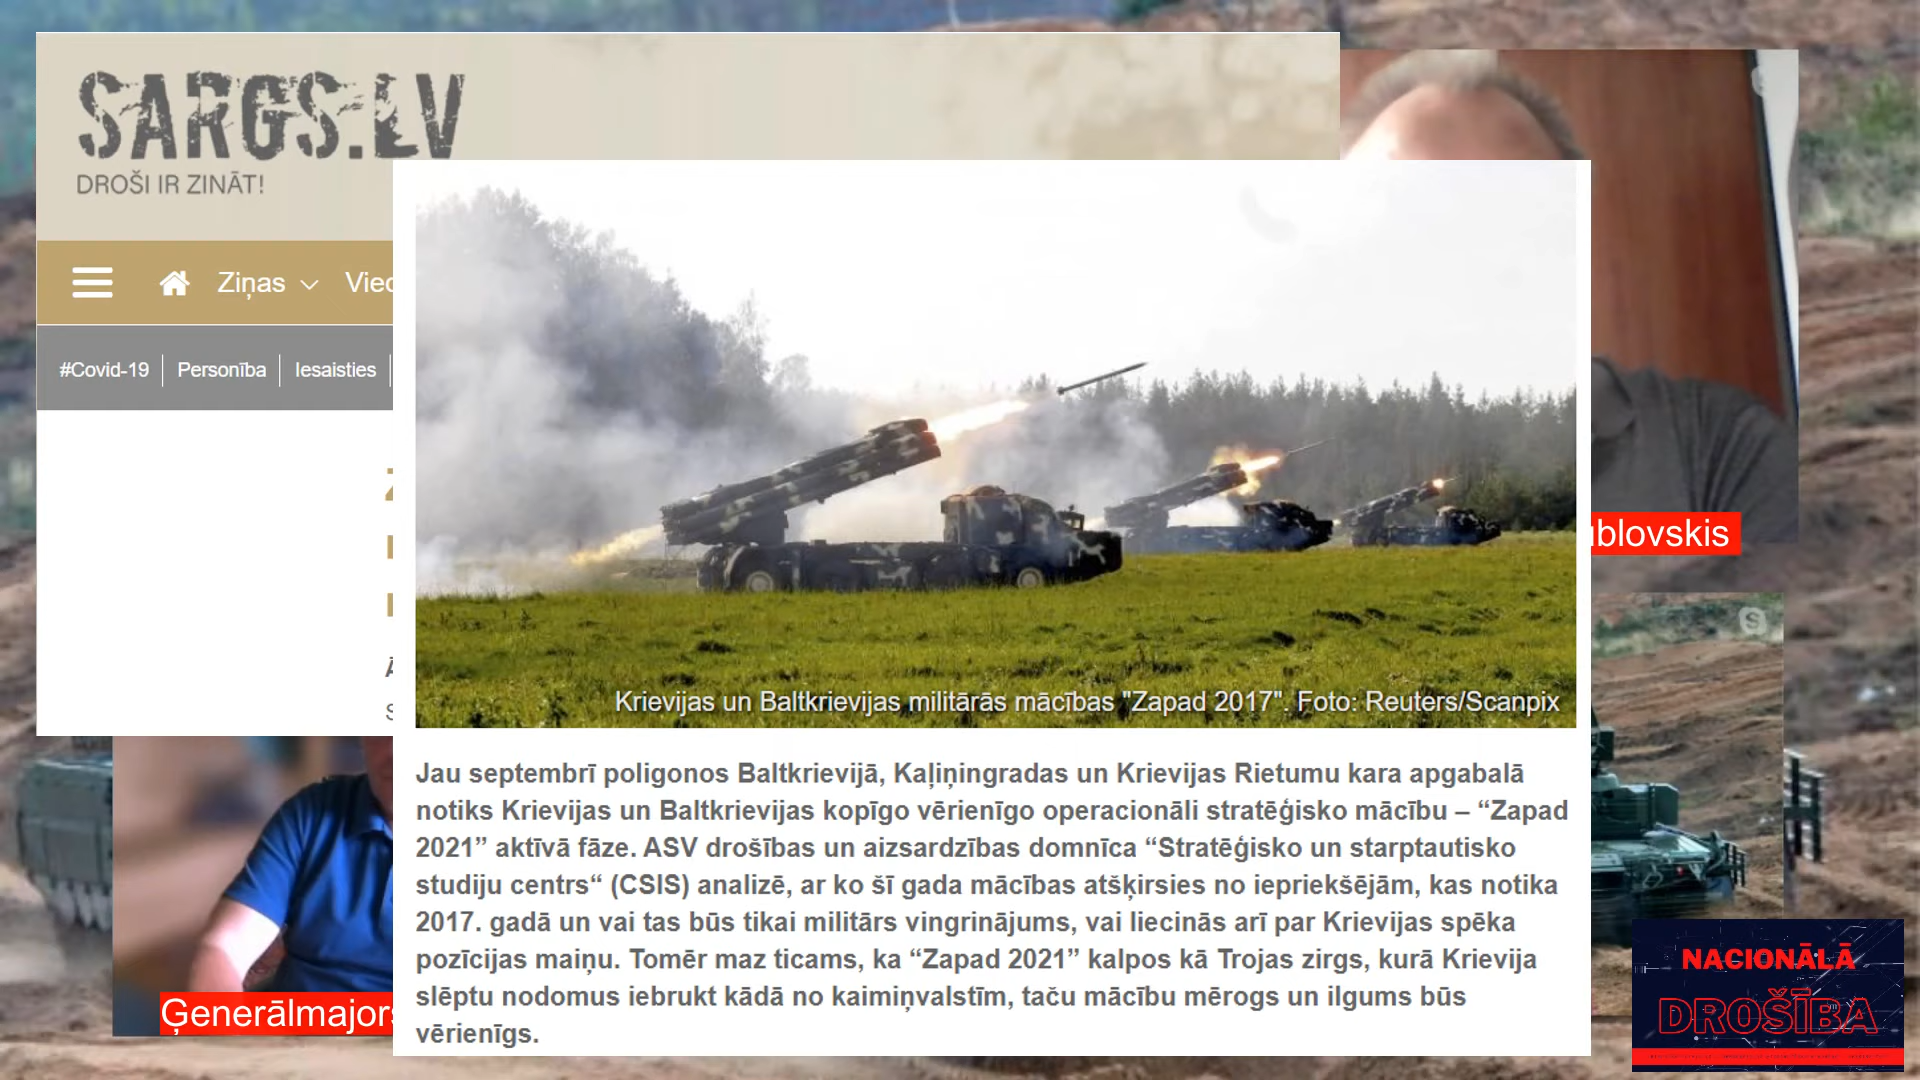 SARGS.LV
DROŠI IR ZINĀT!
Ziņas
#Covid-19 Personība Iesaisties
Krievijas un Baltkrievijas militārās mācības "Zapad 2017". Foto: Reuters/Scanpix
Jau septembrī poligonos Baltkrievijā, Kaļiņingradas un Krievijas Rietumu kara apgabalā
notiks Krievijas un Baltkrievijas kopīgo vērienīgo operacionāli stratēģisko mācību – “Zapad
2021” aktīvā fāze. ASV drošības un aizsardzības domnīca “Stratēģisko un starptautisko
studiju centrs“ (CSIS) analizē, ar ko šī gada mācības atšķirsies no iepriekšējām, kas notika
2017. gadā un vai tas būs tikai militārs vingrinājums, vai liecinās arī par Krievijas spēka
pozīcijas maiņu. Tomēr maz ticams, ka “Zapad 2021” kalpos kā Trojas zirgs, kurā Krievija
slēptu nodomus iebrukt kādā no kaimiņvalstīm, taču mācību mērogs un ilgums būs
vērienīgs.
ublovskis
Ģenerālmajors
NACIONĀLĀ
DROŠĪBA